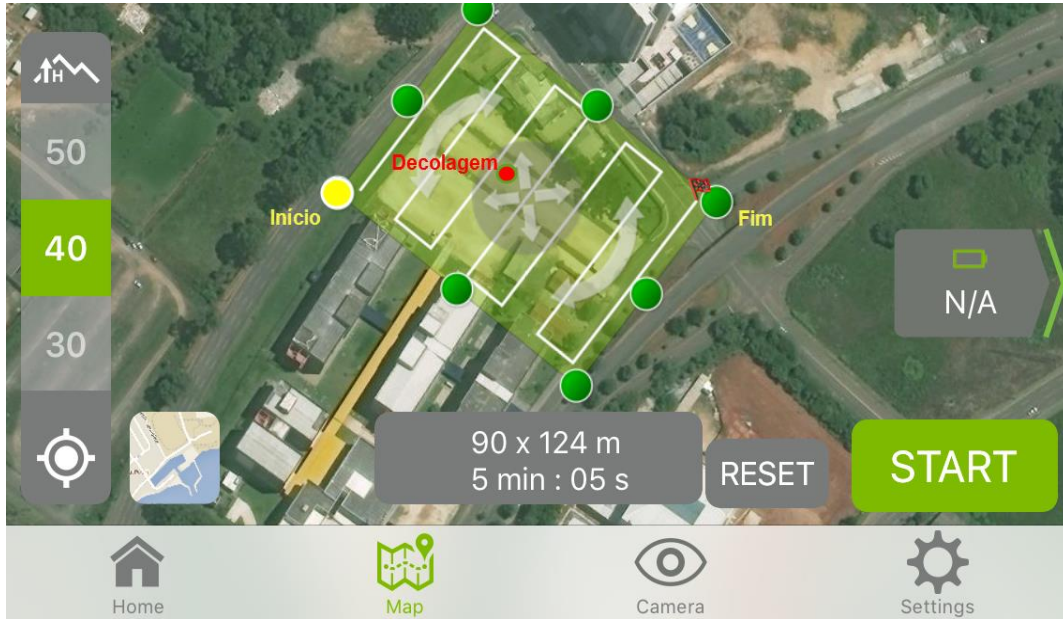 H
50
40
30
Decolagem
Início
Fim
N/A
90 x 124 m
5 min : 05 s
RESET
START
Home
Map
Camera
Settings